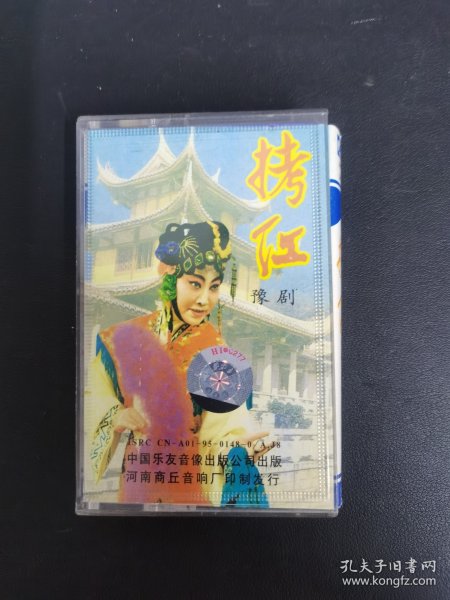 拷红
豫剧
HI●0277
ISRC CN-A01-95-0148-0/A.J8
中国乐友音像出版公司出版
河南商丘音响厂印制发行
孔夫子旧书网
www.kongfz.com